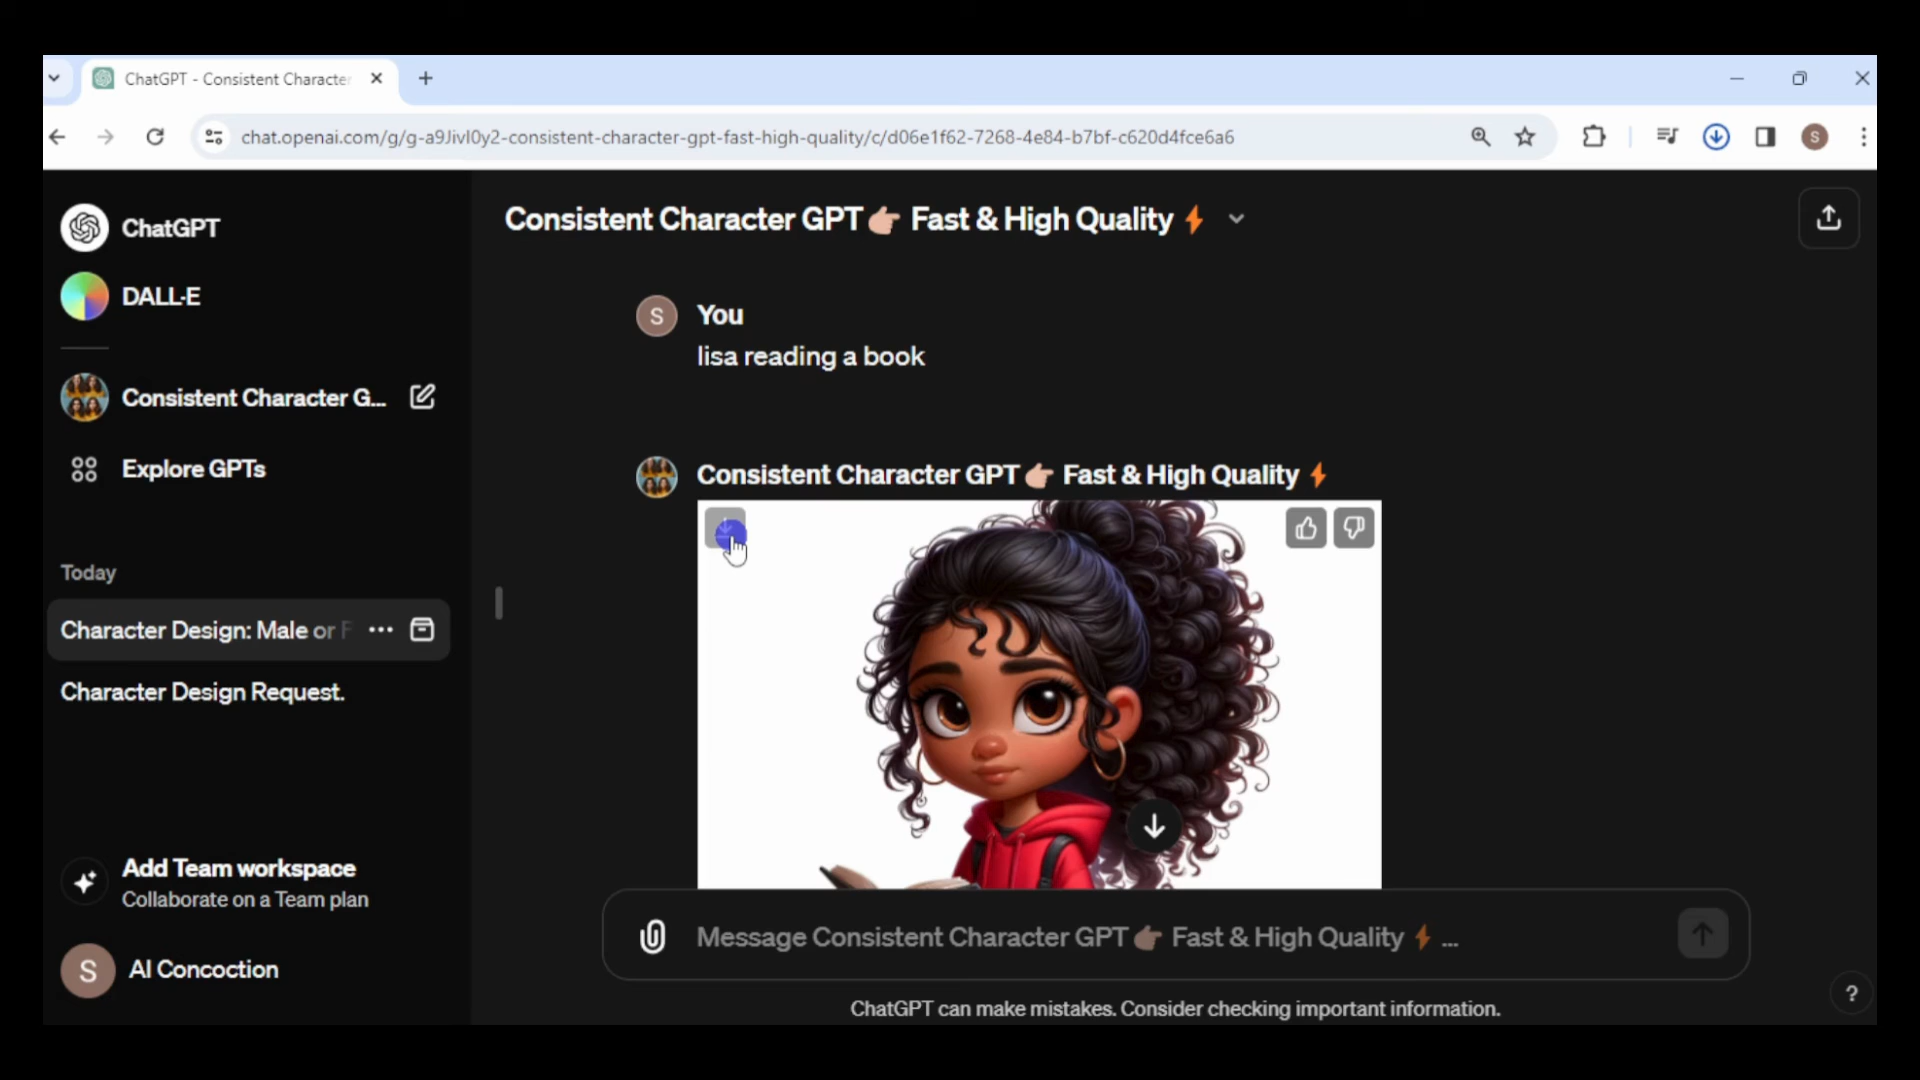 ChatGPT - Consistent Character
chat.openai.com/g/g-a9JivI0y2-consistent-character-gpt-fast-high-quality/c/d06e1f62-7268-4e84-b7bf-c620d4fce6a6
S
ChatGPT
DALL·E
Consistent Character G...
Explore GPTs
Today
Character Design: Male or F
Character Design Request.
Add Team workspace
Collaborate on a Team plan
S
AI Concoction
Consistent Character GPT👉🏼 Fast & High Quality⚡
S
You
lisa reading a book
Consistent Character GPT👉🏼 Fast & High Quality⚡
Message Consistent Character GPT👉🏼 Fast & High Quality⚡ ...
ChatGPT can make mistakes. Consider checking important information.
?